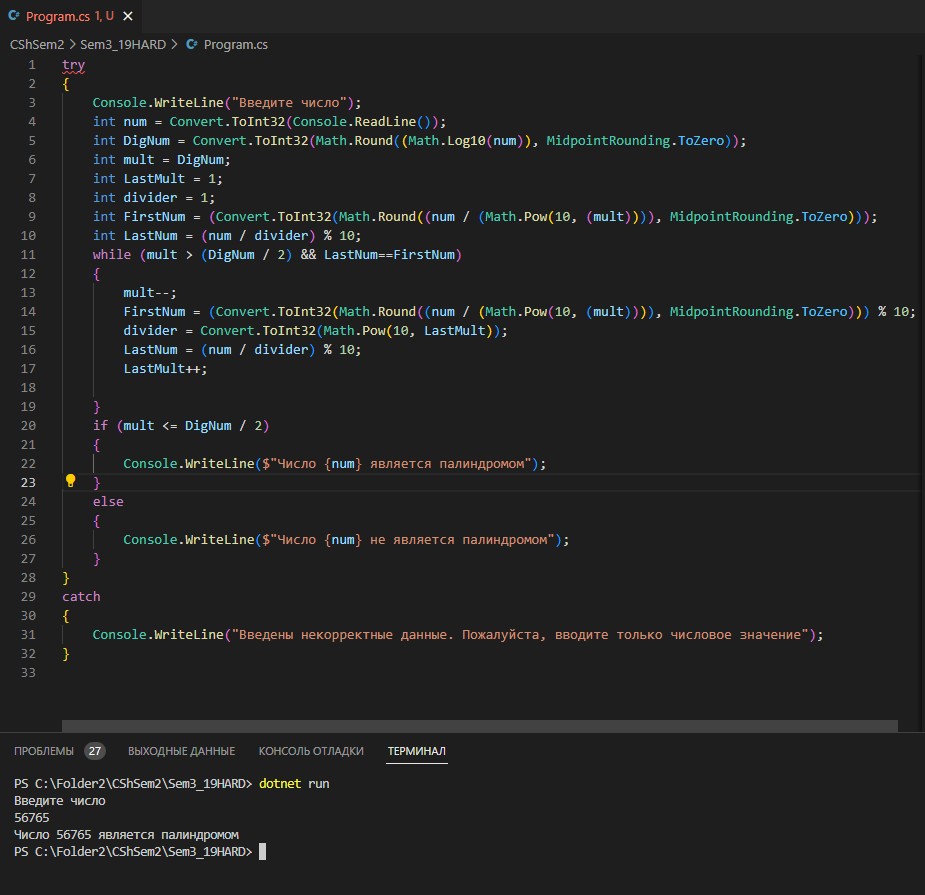 Program.cs 1, U
CShSem2 > Sem3_19HARD > Program.cs
1 try
2 {
3 Console.WriteLine("Введите число");
4 int num = Convert.ToInt32(Console.ReadLine());
5 int DigNum = Convert.ToInt32(Math.Round((Math.Log10(num)), MidpointRounding.ToZero));
6 int mult = DigNum;
7 int LastMult = 1;
8 int divider = 1;
9 int FirstNum = (Convert.ToInt32(Math.Round((num / (Math.Pow(10, (mult)))), MidpointRounding.ToZero)));
10 int LastNum = (num / divider) % 10;
11 while (mult > (DigNum / 2) && LastNum==FirstNum)
12 {
13 mult--;
14 FirstNum = (Convert.ToInt32(Math.Round((num / (Math.Pow(10, (mult)))), MidpointRounding.ToZero))) % 10;
15 divider = Convert.ToInt32(Math.Pow(10, LastMult));
16 LastNum = (num / divider) % 10;
17 LastMult++;
18
19 }
20 if (mult <= DigNum / 2)
21 {
22 Console.WriteLine($"Число {num} является палиндромом");
23 }
24 else
25 {
26 Console.WriteLine($"Число {num} не является палиндромом");
27 }
28 }
29 catch
30 {
31 Console.WriteLine("Введены некорректные данные. Пожалуйста, вводите только числовое значение");
32 }
33
ПРОБЛЕМЫ 27 ВЫХОДНЫЕ ДАННЫЕ КОНСОЛЬ ОТЛАДКИ ТЕРМИНАЛ
PS C:\Folder2\CShSem2\Sem3_19HARD> dotnet run
Введите число
56765
Число 56765 является палиндромом
PS C:\Folder2\CShSem2\Sem3_19HARD>